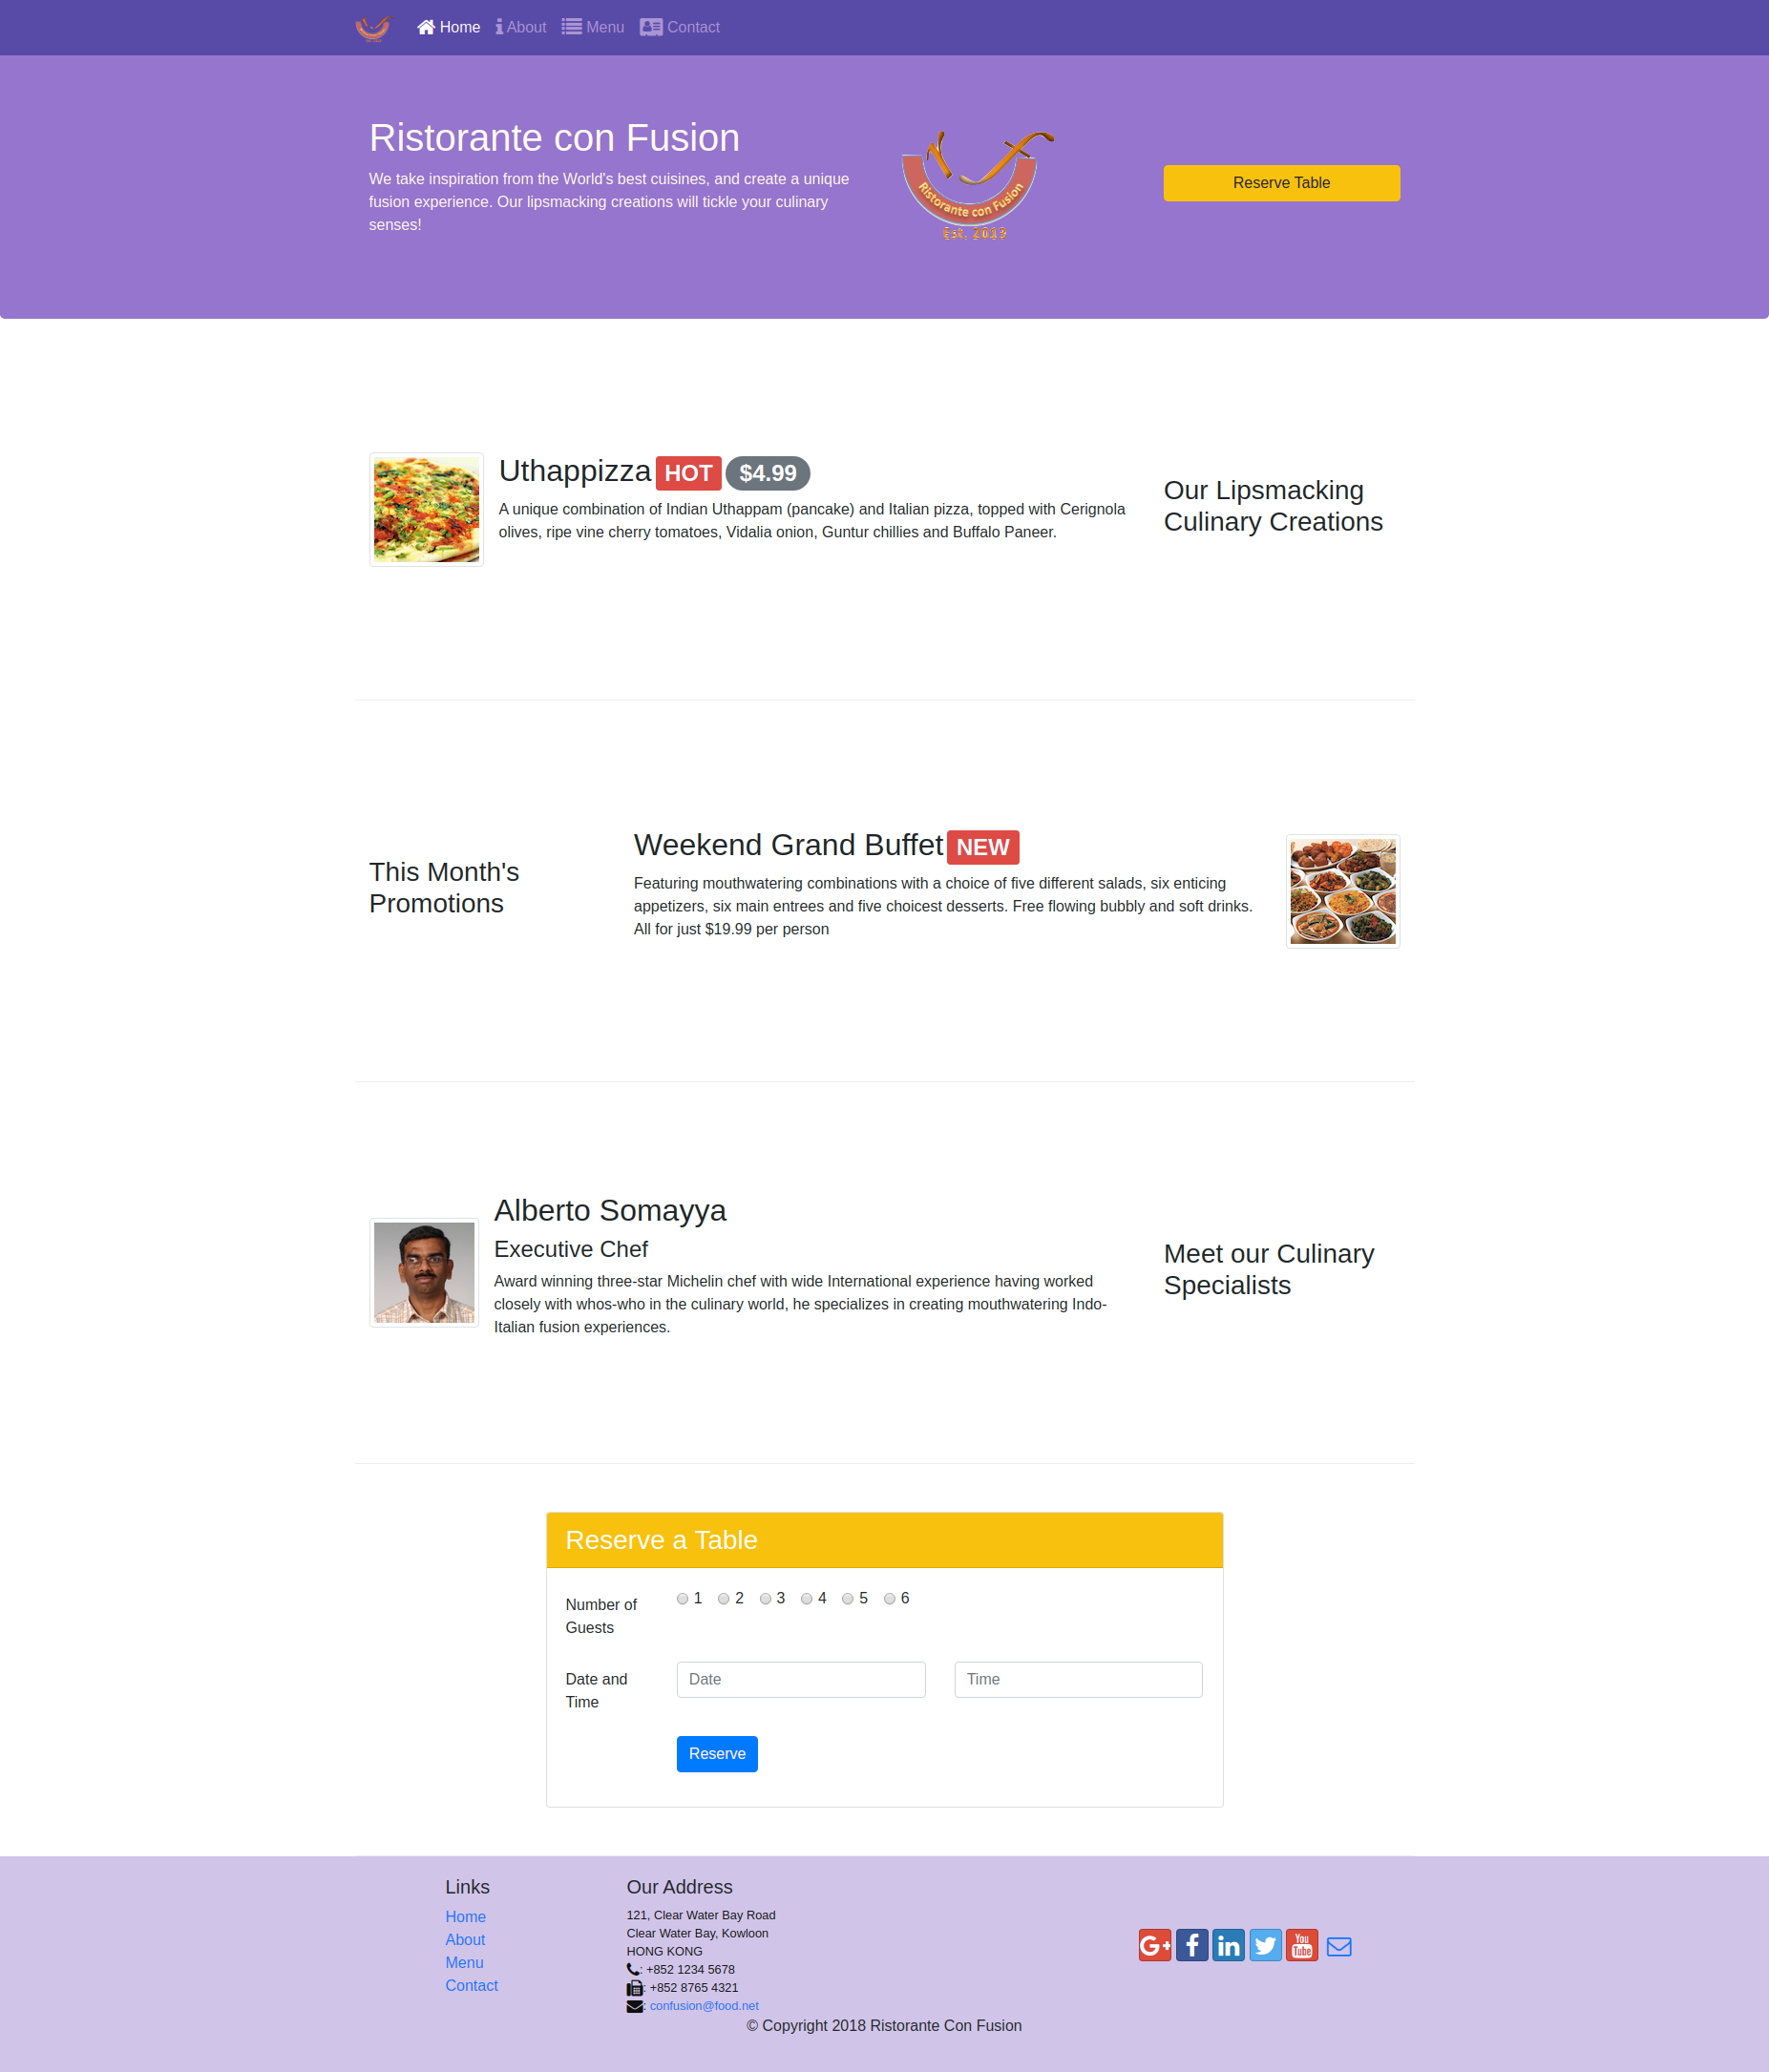 Home About Menu Contact
Ristorante con Fusion
We take inspiration from the World's best cuisines, and create a unique
fusion experience. Our lipsmacking creations will tickle your culinary
senses!
Ristorante con Fusion
Est. 2013
Reserve Table
Uthappizza HOT $4.99
A unique combination of Indian Uthappam (pancake) and Italian pizza, topped with Cerignola
olives, ripe vine cherry tomatoes, Vidalia onion, Guntur chillies and Buffalo Paneer.
Our Lipsmacking
Culinary Creations
This Month's
Promotions
Weekend Grand Buffet NEW
Featuring mouthwatering combinations with a choice of five different salads, six enticing
appetizers, six main entrees and five choicest desserts. Free flowing bubbly and soft drinks.
All for just $19.99 per person
Alberto Somayya
Executive Chef
Award winning three-star Michelin chef with wide International experience having worked
closely with whos-who in the culinary world, he specializes in creating mouthwatering Indo-
Italian fusion experiences.
Meet our Culinary
Specialists
Reserve a Table
Number of
Guests
1 2 3 4 5 6
Date and
Time
Date
Time
Reserve
Links
Home
About
Menu
Contact
Our Address
121, Clear Water Bay Road
Clear Water Bay, Kowloon
HONG KONG
: +852 1234 5678
: +852 8765 4321
: confusion@food.net
G+ f in You Tube
© Copyright 2018 Ristorante Con Fusion